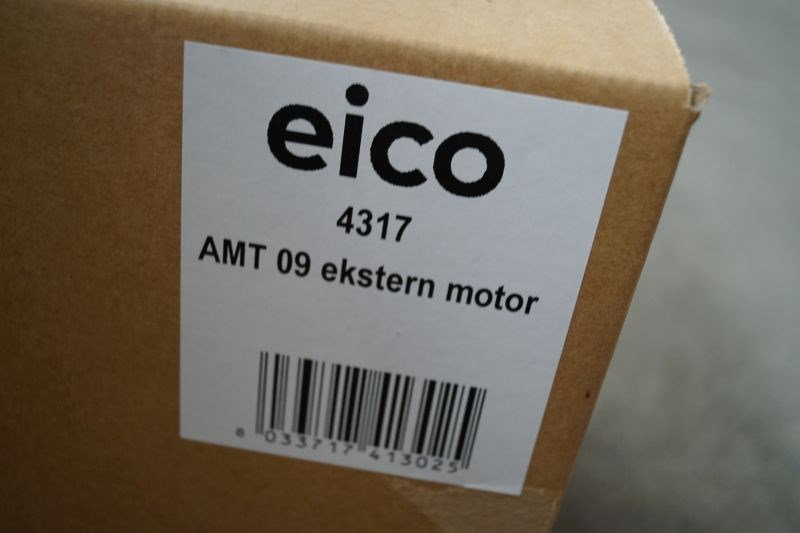 eico
4317
AMT 09 ekstern motor
8 033717 413025